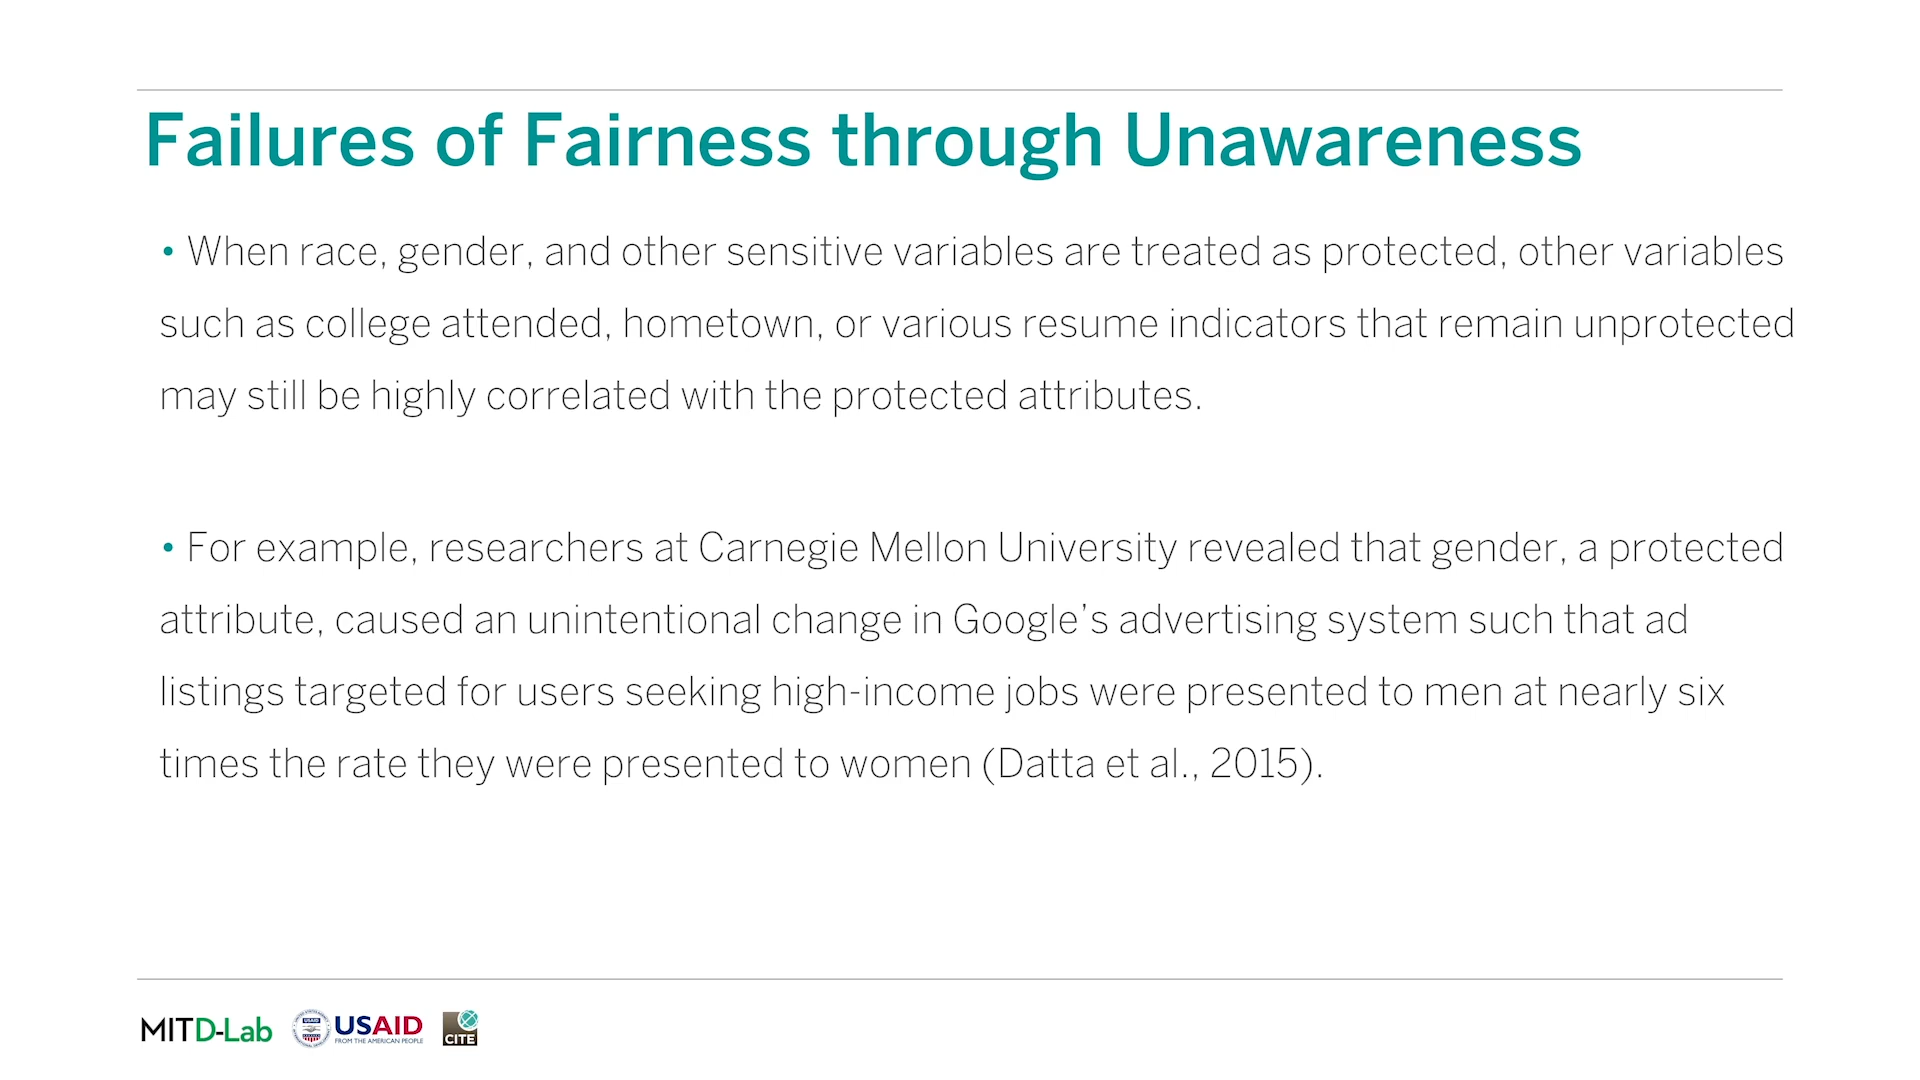 Failures of Fairness through Unawareness
• When race, gender, and other sensitive variables are treated as protected, other variables
such as college attended, hometown, or various resume indicators that remain unprotected
may still be highly correlated with the protected attributes.
• For example, researchers at Carnegie Mellon University revealed that gender, a protected
attribute, caused an unintentional change in Google’s advertising system such that ad
listings targeted for users seeking high-income jobs were presented to men at nearly six
times the rate they were presented to women (Datta et al., 2015).
MIT D-Lab
USAID
FROM THE AMERICAN PEOPLE
CITE